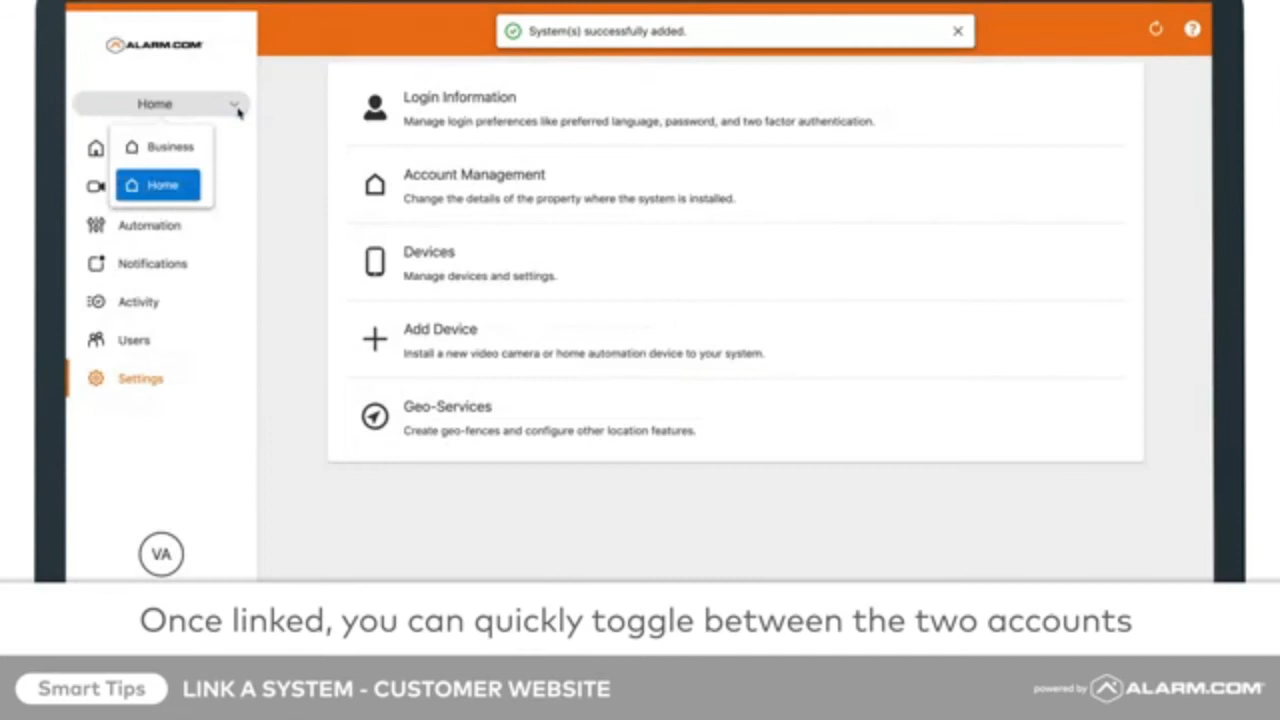 ALARM.COM
System(s) successfully added.
Home
Business
Home
Automation
Notifications
Activity
Users
Settings
VA
Login Information
Manage login preferences like preferred language, password, and two factor authentication.
Account Management
Change the details of the property where the system is installed.
Devices
Manage devices and settings.
Add Device
Install a new video camera or home automation device to your system.
Geo-Services
Create geo-fences and configure other location features.
Once linked, you can quickly toggle between the two accounts
Smart Tips LINK A SYSTEM - CUSTOMER WEBSITE
powered by ALARM.COM